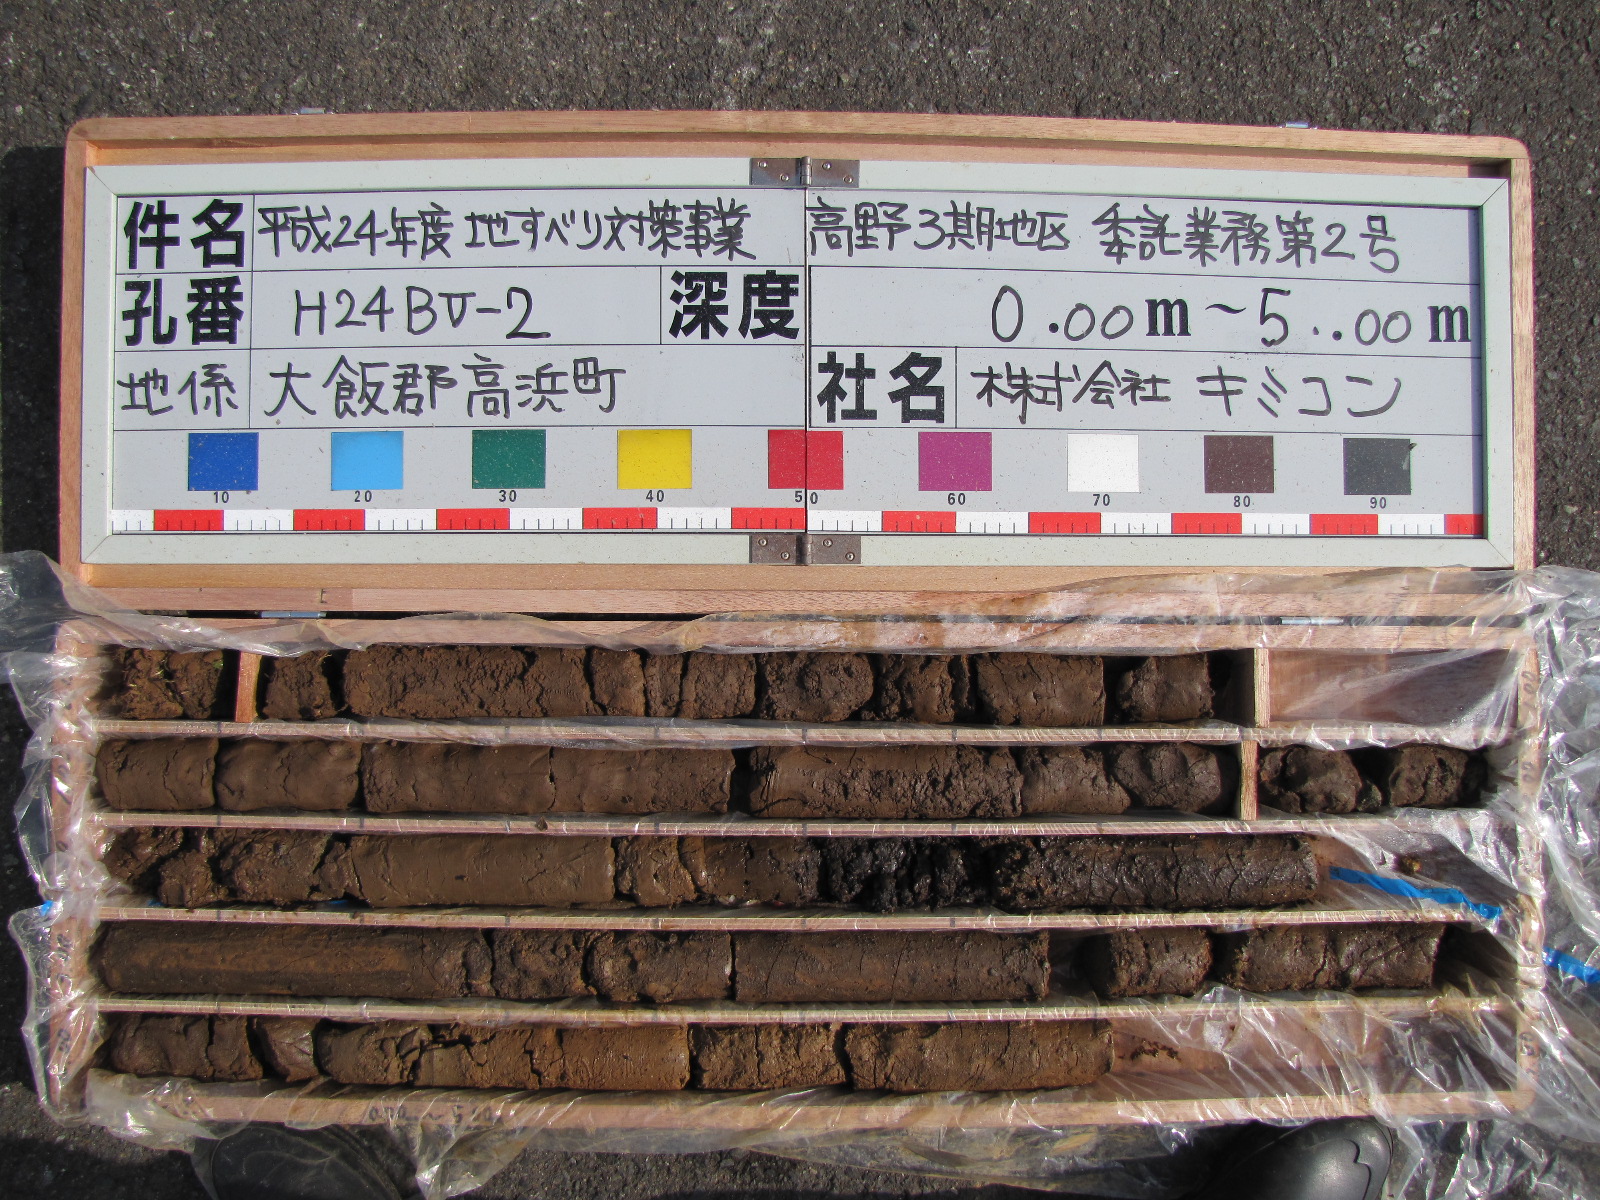 件名 平成24年度 地すべり対策事業 高野3期地区 委託業務第2号
孔番 H24BV-2 深度 0.00m~5..00m
地係 大飯郡高浜町 社名 株式会社 キミコン
10 20 30 40 50 60 70 80 90